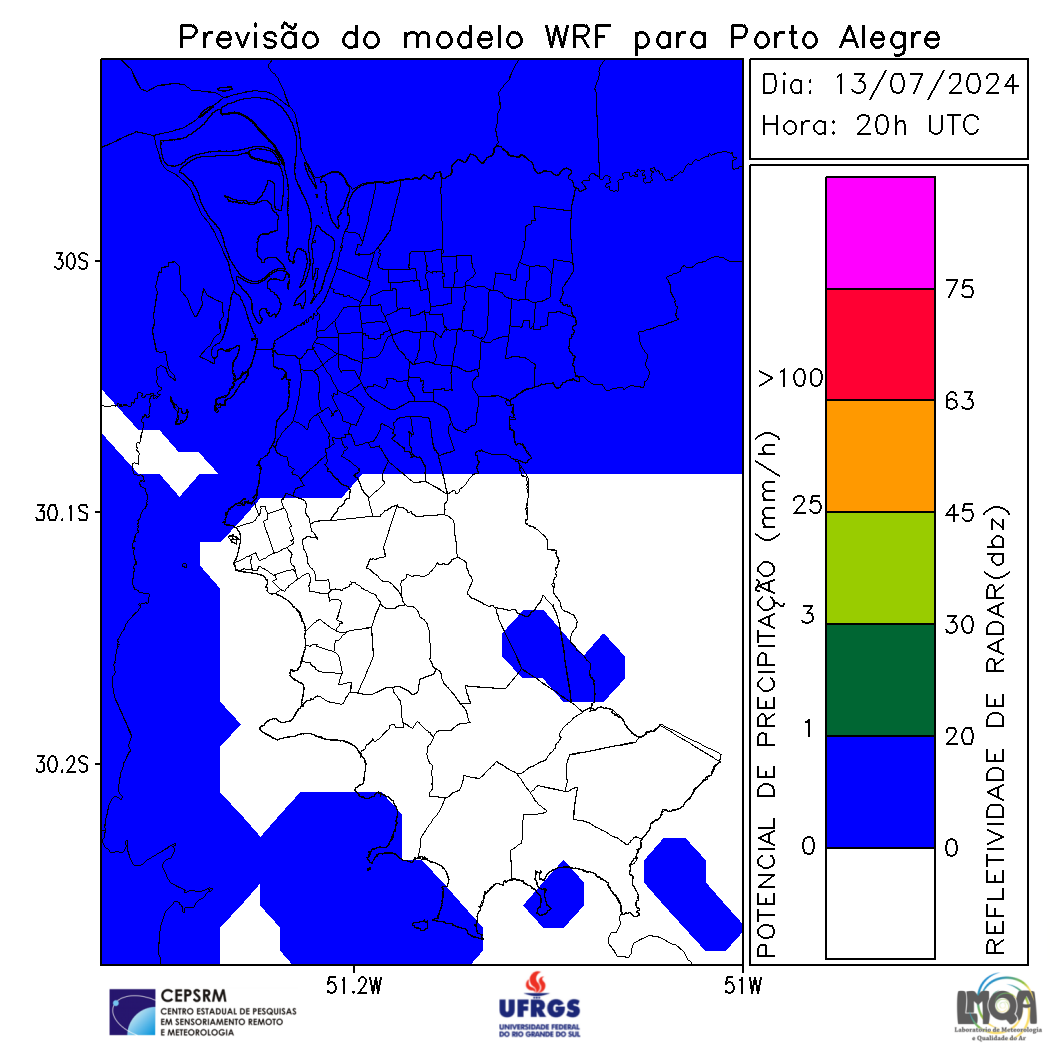 Previsão do modelo WRF para Porto Alegre
Dia: 13/07/2024
Hora: 20h UTC
30S
30.1S
30.2S
51.2W
51W
POTENCIAL DE PRECIPITAÇÃO (mm/h)
>100
25
3
1
0
75
63
45
30
20
0
REFLETIVIDADE DE RADAR(dbz)
CEPSRM
CENTRO ESTADUAL DE PESQUISAS
EM SENSORIAMENTO REMOTO
E METEOROLOGIA
UFRGS
UNIVERSIDADE FEDERAL
DO RIO GRANDE DO SUL
LMQA
Laboratório de Meteorologia
e Qualidade do Ar